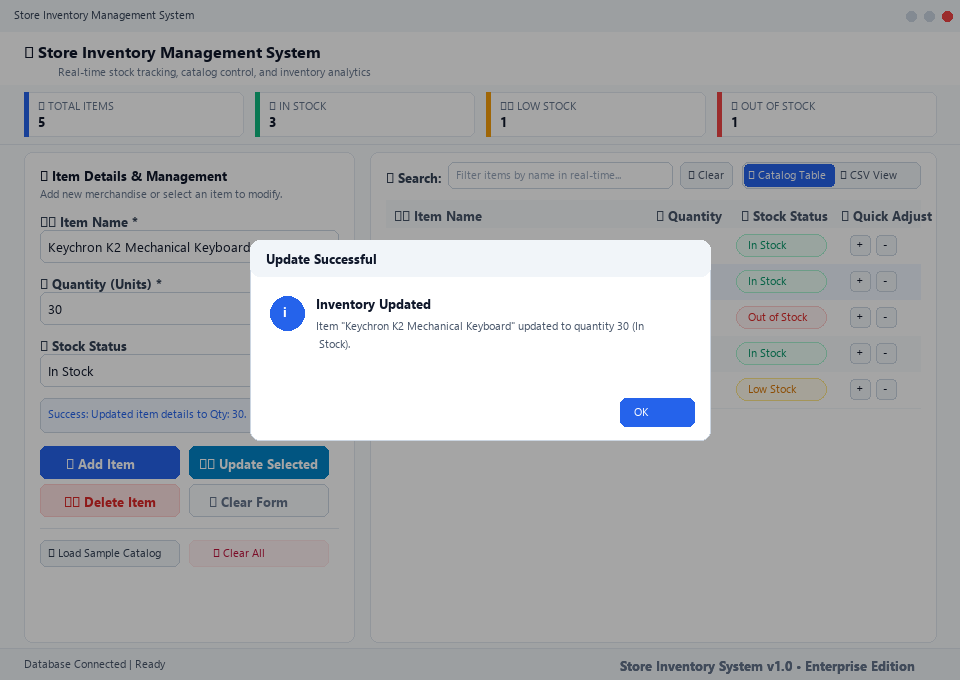 Store Inventory Management System
Store Inventory Management System
Real-time stock tracking, catalog control, and inventory analytics
TOTAL ITEMS
5
IN STOCK
3
LOW STOCK
1
OUT OF STOCK
1
Item Details & Management
Add new merchandise or select an item to modify.
Item Name *
Keychron K2 Mechanical Keyboard
Quantity (Units) *
30
Stock Status
In Stock
Success: Updated item details to Qty: 30.
Add Item
Update Selected
Delete Item
Clear Form
Load Sample Catalog
Clear All
Search:
Filter items by name in real-time...
Clear
Catalog Table
CSV View
Item Name
Quantity
Stock Status
Quick Adjust
In Stock
+ -
In Stock
+ -
Out of Stock
+ -
In Stock
+ -
Low Stock
+ -
Update Successful
i
Inventory Updated
Item "Keychron K2 Mechanical Keyboard" updated to quantity 30 (In
Stock).
OK
Database Connected | Ready
Store Inventory System v1.0 • Enterprise Edition